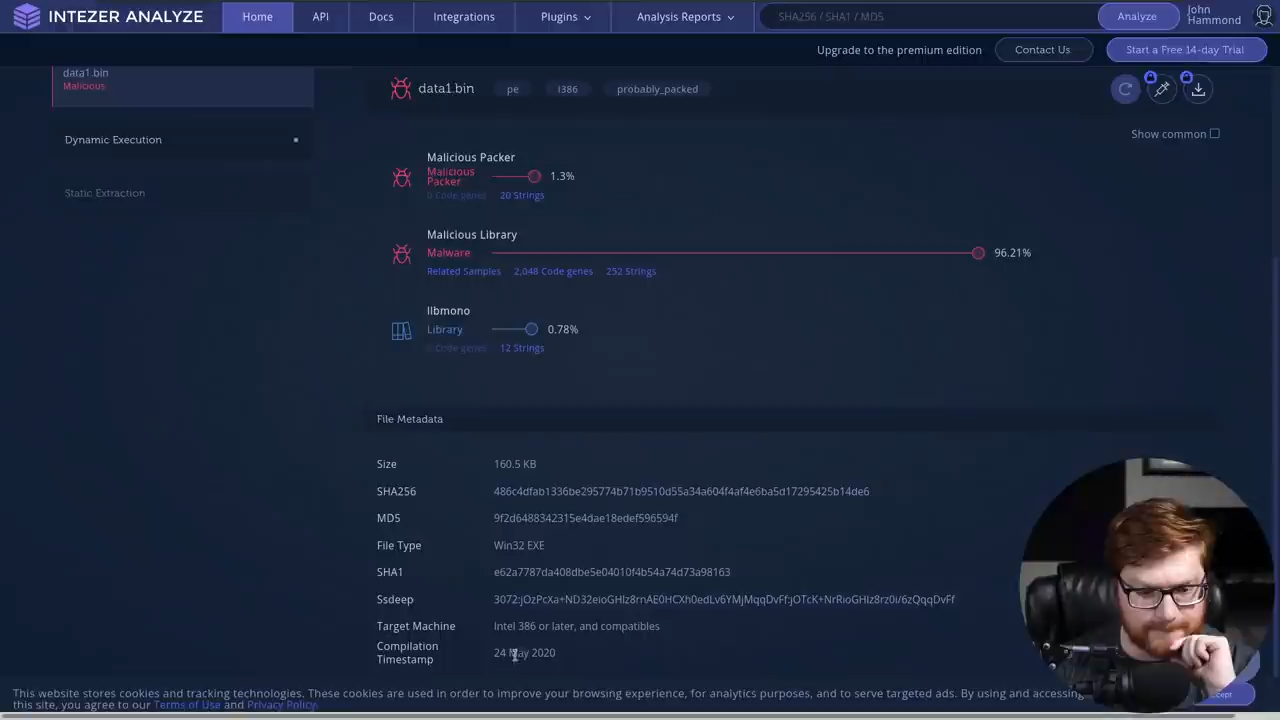 INTEZER ANALYZE
Home
API
Docs
Integrations
Plugins
Analysis Reports
SHA256 / SHA1 / MD5
Analyze
John
Hammond
Upgrade to the premium edition
Contact Us
Start a Free 14-day Trial
data1.bin
Malicious
Dynamic Execution
Static Extraction
data1.bin
pe
i386
probably_packed
Show common
Malicious Packer
Malicious
Packer
1.3%
0 Code genes
20 Strings
Malicious Library
Malware
96.21%
Related Samples
2,048 Code genes
252 Strings
libmono
Library
0.78%
0 Code genes
12 Strings
File Metadata
Size
160.5 KB
SHA256
486c4dfab1336be295774b71b9510d55a34a604f4af4e6ba5d17295425b14de6
MD5
9f2d6488342315e4dae18edef596594f
File Type
Win32 EXE
SHA1
e62a7787da408dbe5e04010f4b54a74d73a98163
Ssdeep
3072:jOzPcXa+ND32eioGHlz8rnAE0HCXh0edLv6YMjMqqDvFf:jOTcK+NrRioGHlz8rz0i/6zQqqDvFf
Target Machine
Intel 386 or later, and compatibles
Compilation
Timestamp
24 May 2020
This website stores cookies and tracking technologies. These cookies are used in order to improve your browsing experience, for analytics purposes, and to serve targeted ads. By using and accessing
this site, you agree to our Terms of Use and Privacy Policy.